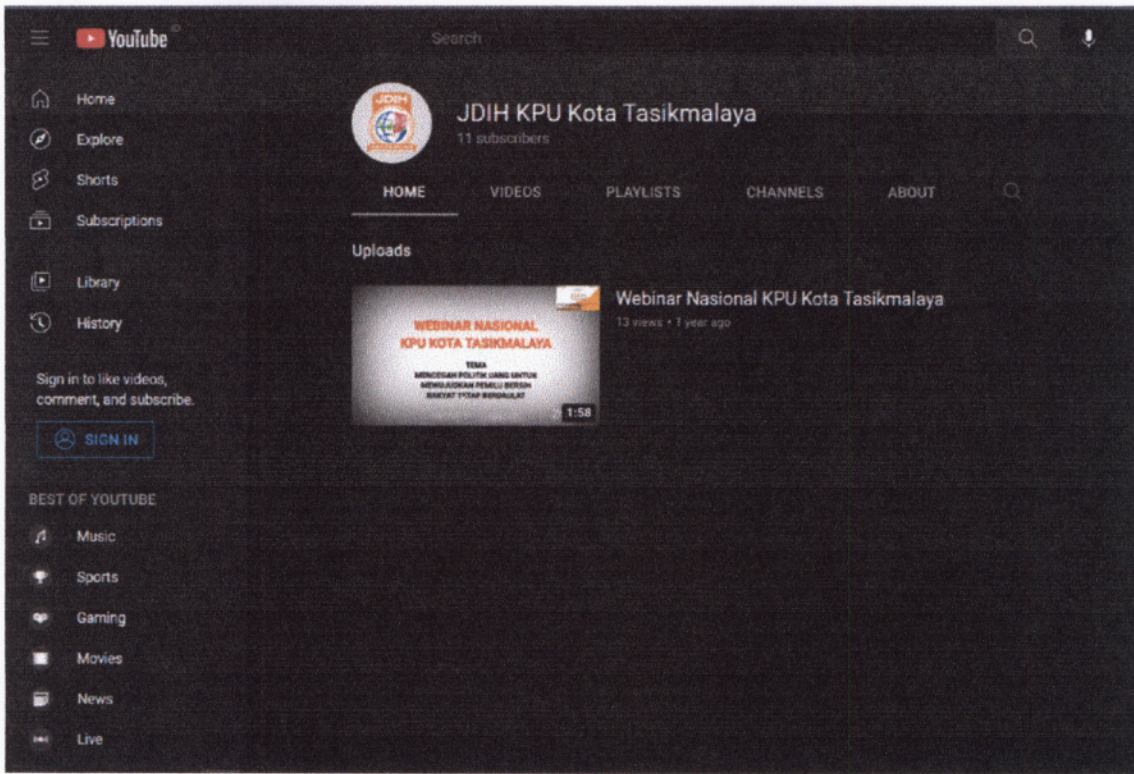 YouTube
Search
Home
Explore
Shorts
Subscriptions
Library
History
Sign in to like videos,
comment, and subscribe.
SIGN IN
BEST OF YOUTUBE
Music
Sports
Gaming
Movies
News
Live
JDIH
JDIH KPU Kota Tasikmalaya
11 subscribers
HOME VIDEOS PLAYLISTS CHANNELS ABOUT
Uploads
WEBINAR NASIONAL
KPU KOTA TASIKMALAYA
TEMA
MENCEGAH POLITIK UANG UNTUK
MEWUJUDKAN PEMILU BERSIH
RAKYAT TETAP BERDAULAT
1:58
Webinar Nasional KPU Kota Tasikmalaya
13 views • 1 year ago